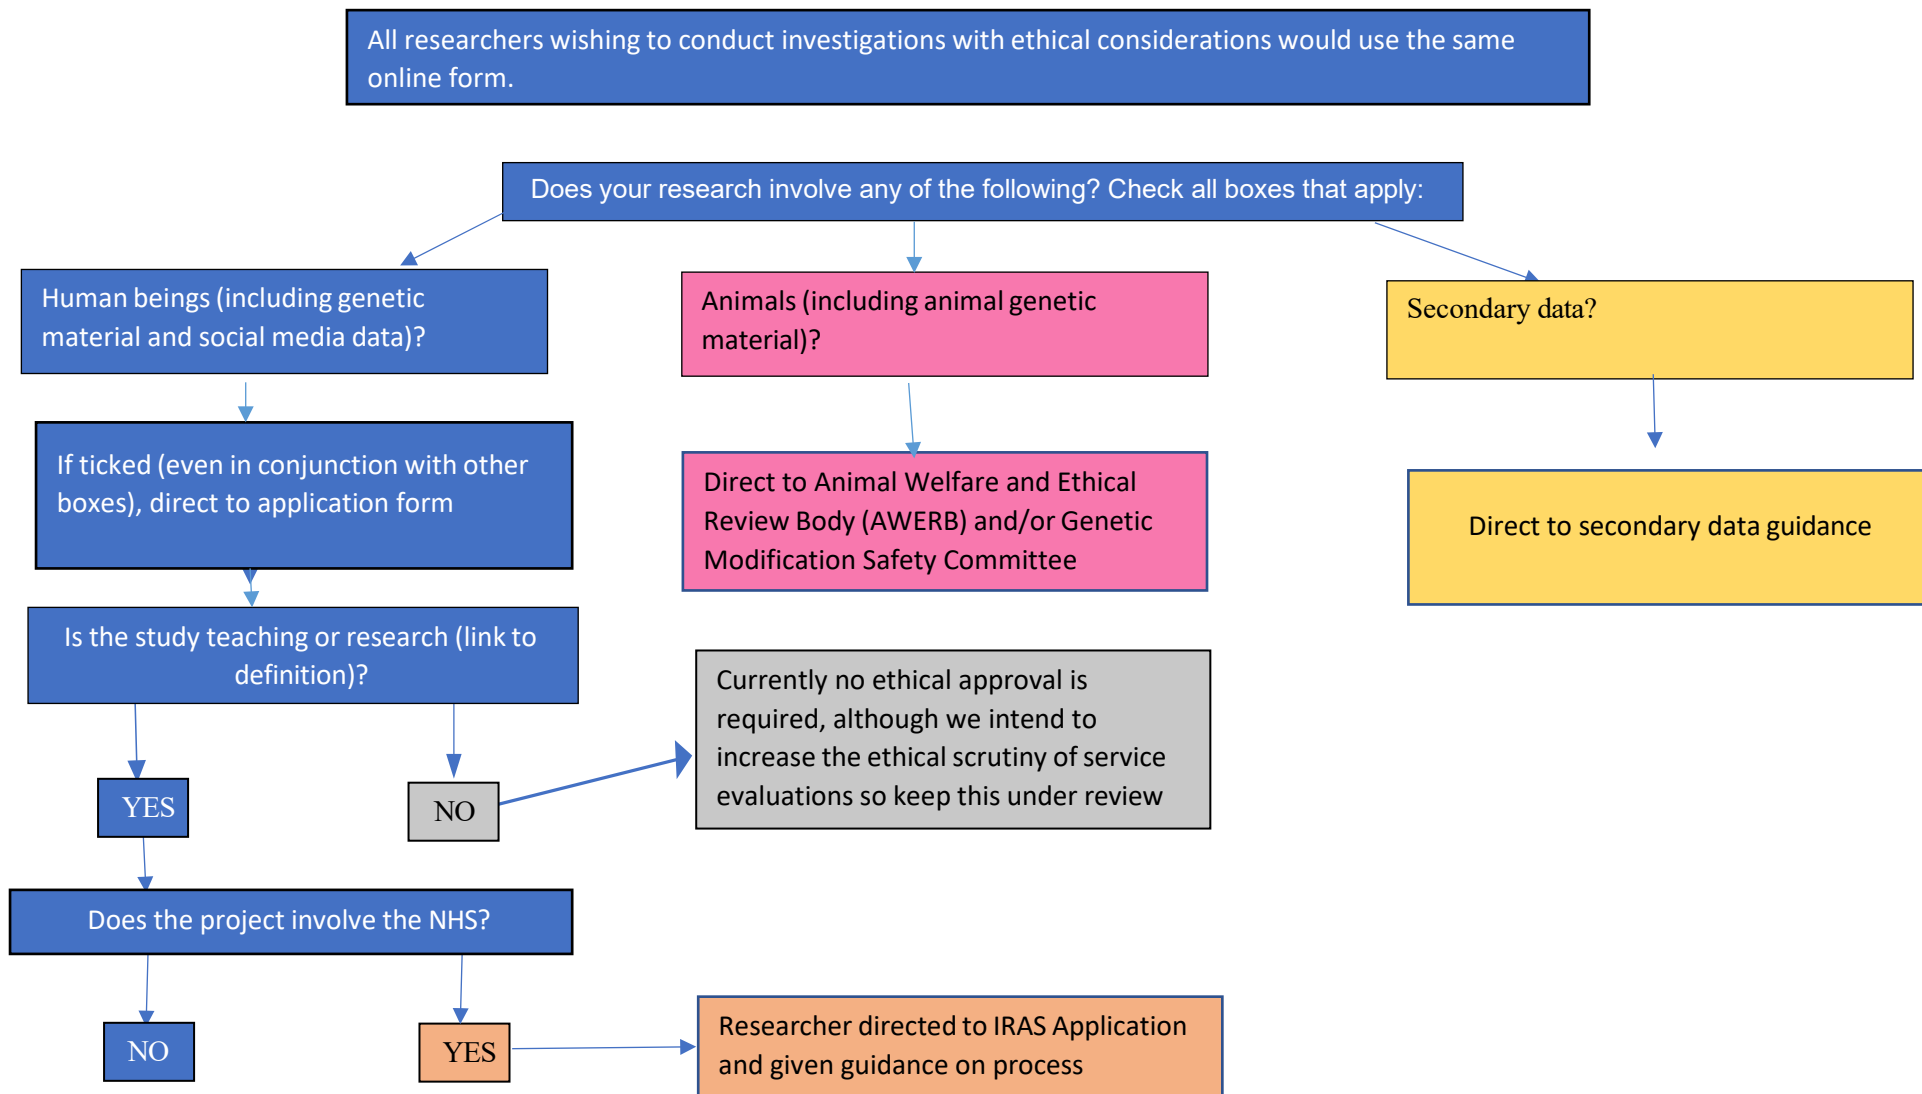 All researchers wishing to conduct investigations with ethical considerations would use the same
online form.
Does your research involve any of the following? Check all boxes that apply:
Human beings (including genetic
material and social media data)?
Animals (including animal genetic
material)?
Secondary data?
If ticked (even in conjunction with other
boxes), direct to application form
Direct to Animal Welfare and Ethical
Review Body (AWERB) and/or Genetic
Modification Safety Committee
Direct to secondary data guidance
Is the study teaching or research (link to
definition)?
Currently no ethical approval is
required, although we intend to
increase the ethical scrutiny of service
evaluations so keep this under review
YES
NO
Does the project involve the NHS?
NO
YES
Researcher directed to IRAS Application
and given guidance on process